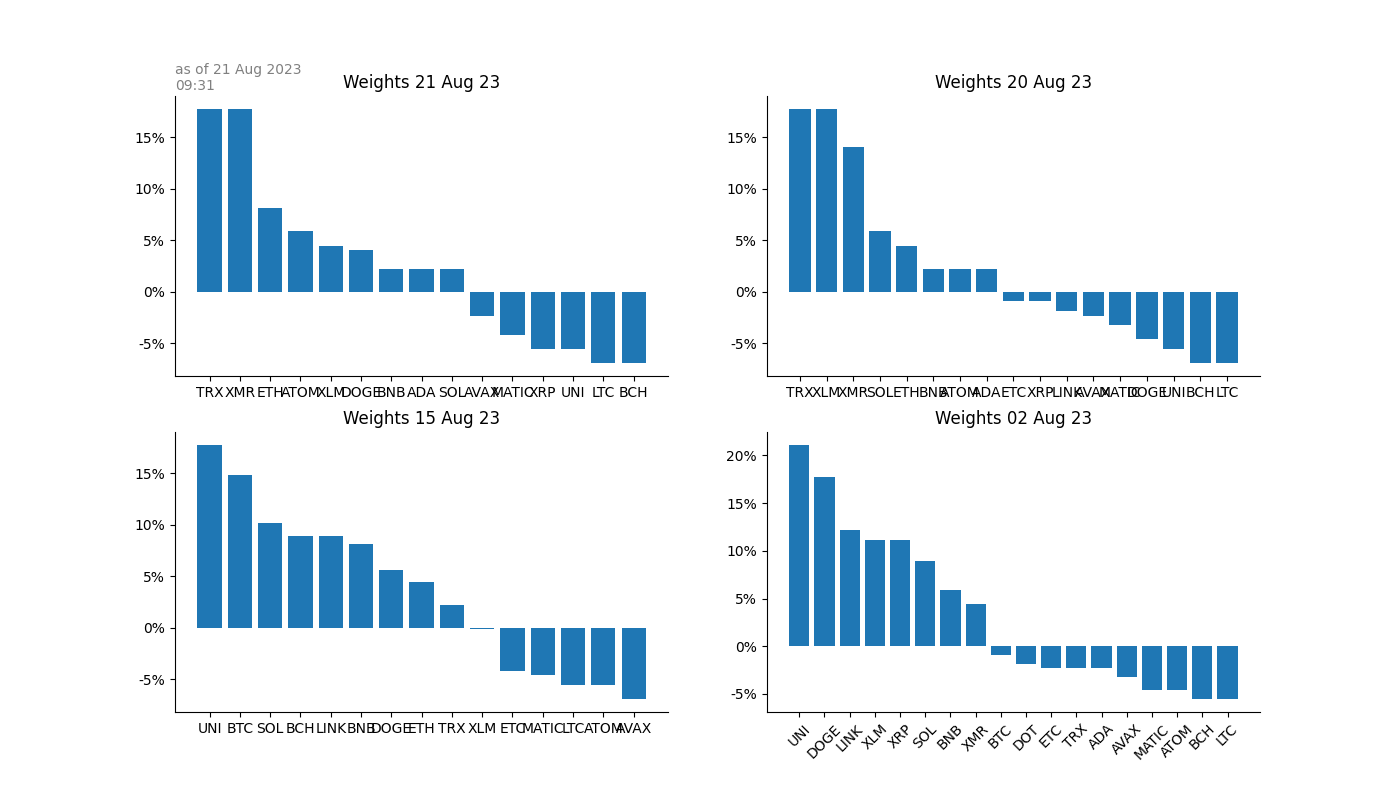 as of 21 Aug 2023
09:31
Weights 21 Aug 23
15%
10%
5%
0%
-5%
TRX XMR ETH ATOM XLM DOGE BNB ADA SOL AVAX MATIC XRP UNI LTC BCH
Weights 20 Aug 23
15%
10%
5%
0%
-5%
TRX XLM XMR SOL ETH BNB ATOM ADA ETC XRP LINK AVAX MATIC DOGE UNI BCH LTC
Weights 15 Aug 23
15%
10%
5%
0%
-5%
UNI BTC SOL BCH LINK BNB DOGE ETH TRX XLM ETC MATIC LTC ATOM AVAX
Weights 02 Aug 23
20%
15%
10%
5%
0%
-5%
UNI DOGE LINK XLM XRP SOL BNB XMR BTC DOT ETC TRX ADA AVAX MATIC ATOM BCH LTC